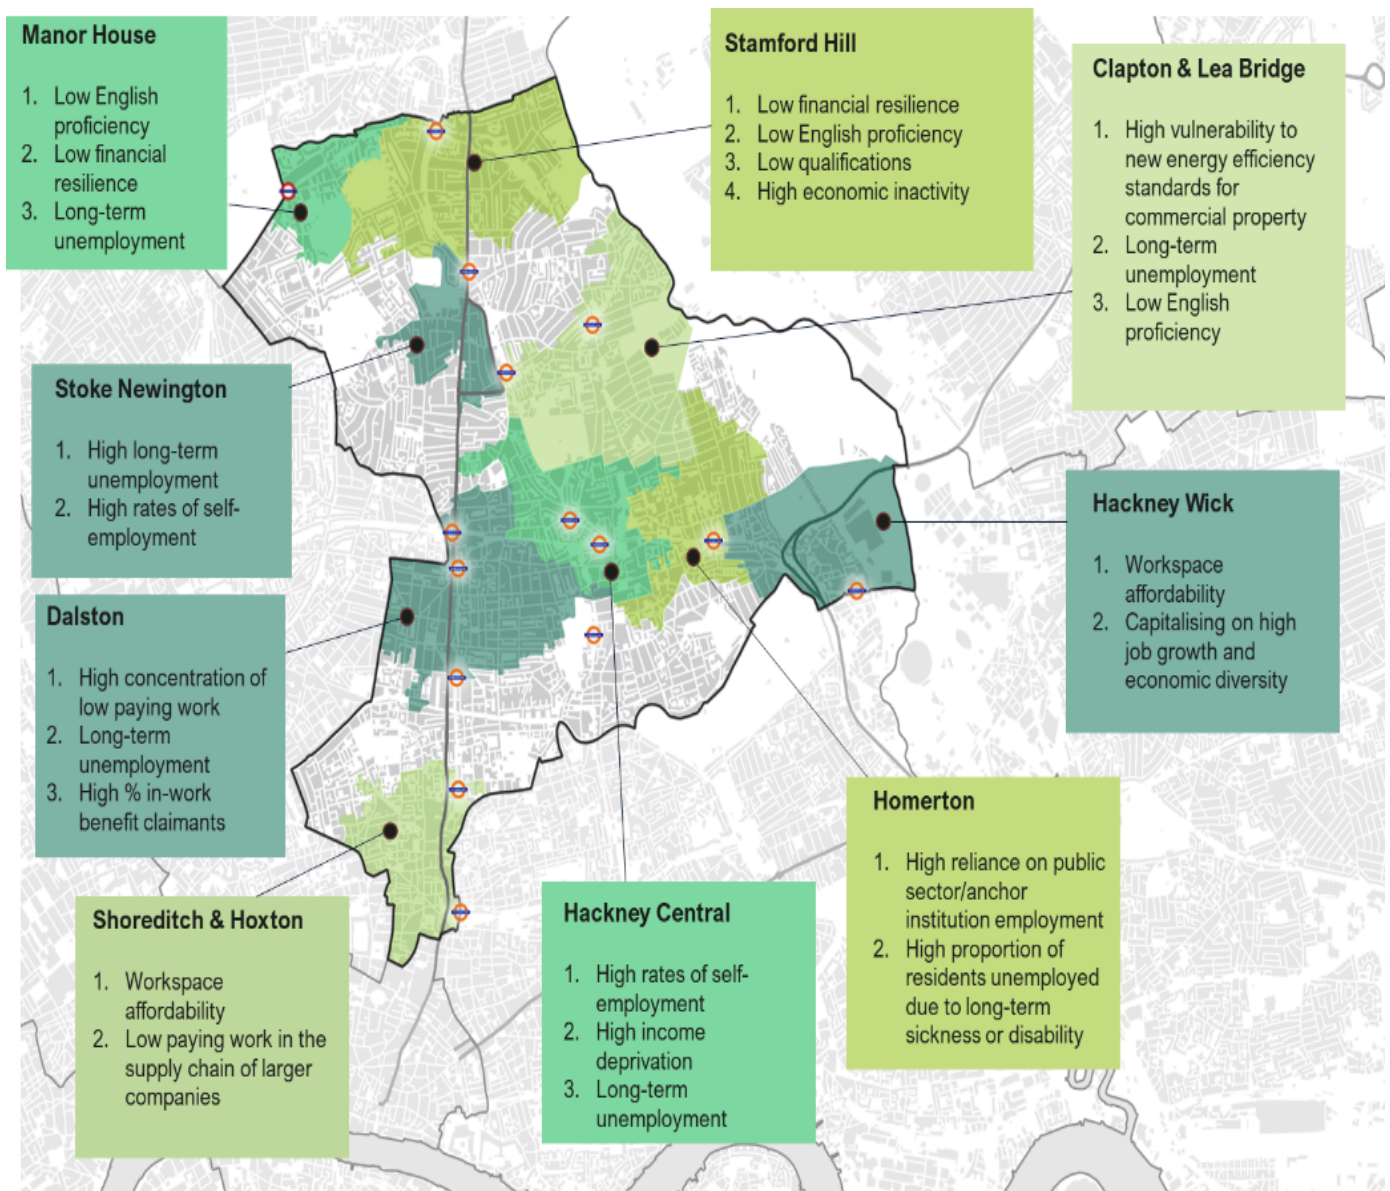 Manor House
1. Low English
proficiency
2. Low financial
resilience
3. Long-term
unemployment
Stamford Hill
1. Low financial resilience
2. Low English proficiency
3. Low qualifications
4. High economic inactivity
Clapton & Lea Bridge
1. High vulnerability to
new energy efficiency
standards for
commercial property
2. Long-term
unemployment
3. Low English
proficiency
Stoke Newington
1. High long-term
unemployment
2. High rates of self-
employment
Hackney Wick
1. Workspace
affordability
2. Capitalising on high
job growth and
economic diversity
Dalston
1. High concentration of
low paying work
2. Long-term
unemployment
3. High % in-work
benefit claimants
Homerton
1. High reliance on public
sector/anchor
institution employment
2. High proportion of
residents unemployed
due to long-term
sickness or disability
Shoreditch & Hoxton
1. Workspace
affordability
2. Low paying work in the
supply chain of larger
companies
Hackney Central
1. High rates of self-
employment
2. High income
deprivation
3. Long-term
unemployment